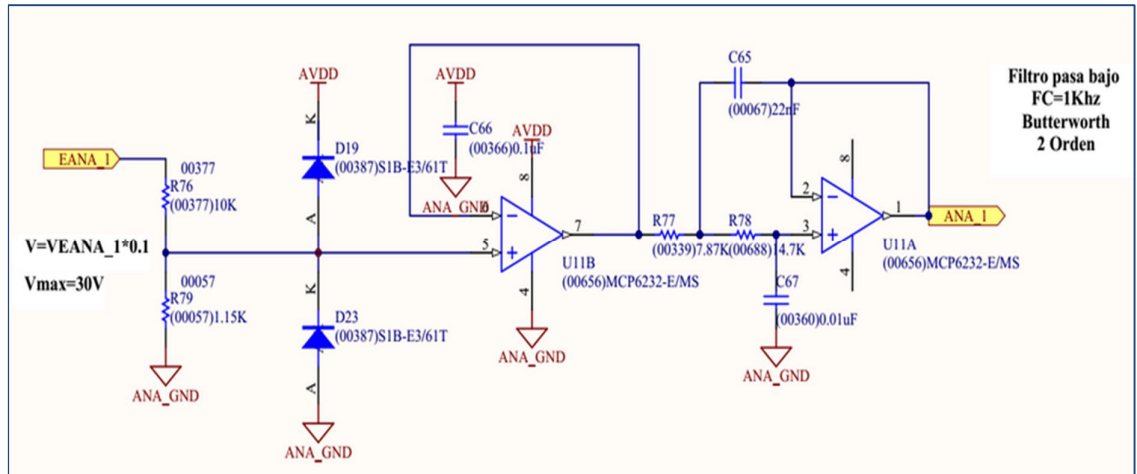 EANA_1
00377
R76
(00377)10K
V=VEANA_1*0.1
Vmax=30V
00057
R79
(00057)1.15K
ANA_GND
AVDD
K
D19
(00387)S1B-E3/61T
A
K
D23
(00387)S1B-E3/61T
A
ANA_GND
AVDD
C66
(00366)0.1uF
ANA_GND
AVDD
8
6
5
7
4
U11B
(00656)MCP6232-E/MS
ANA_GND
R77
(00339)7.87K
R78
(00688)14.7K
C65
(00067)22nF
C67
(00360)0.01uF
ANA_GND
8
2
3
1
4
U11A
(00656)MCP6232-E/MS
ANA_1
Filtro pasa bajo
FC=1Khz
Butterworth
2 Orden